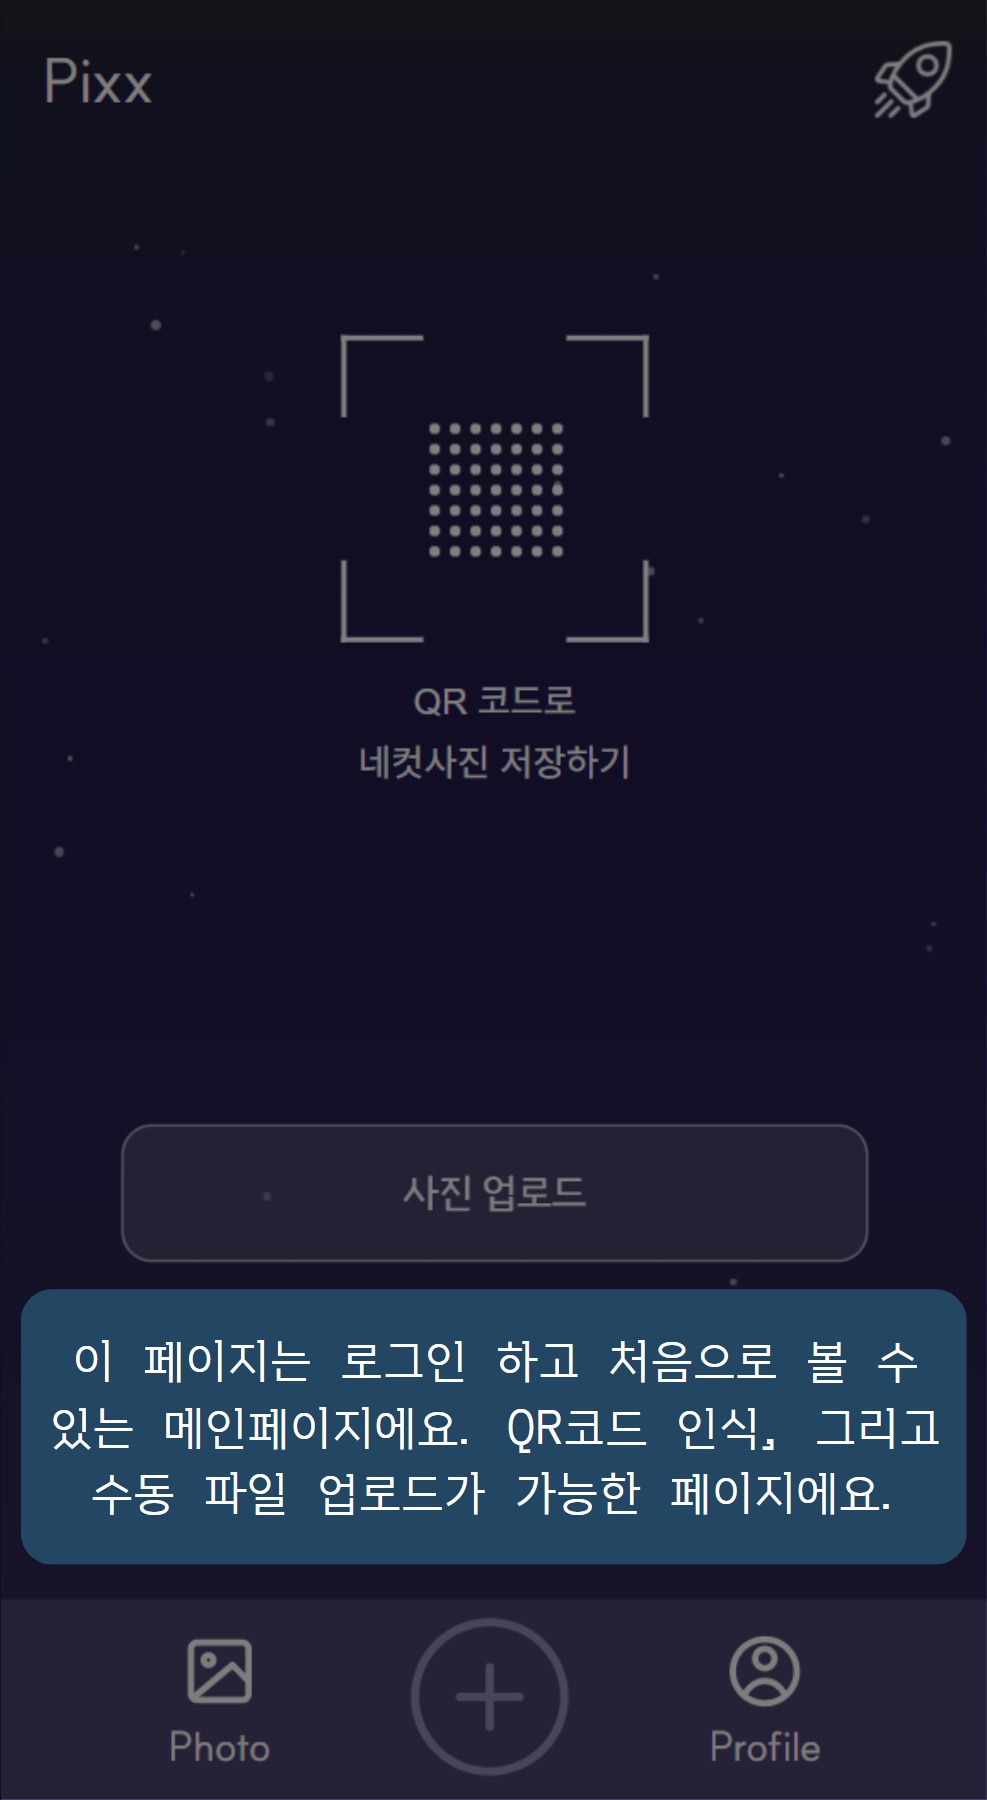 Pixx
QR 코드로
네컷사진 저장하기
사진 업로드
이 페이지는 로그인 하고 처음으로 볼 수
있는 메인페이지에요. QR코드 인식, 그리고
수동 파일 업로드가 가능한 페이지에요.
Photo
Profile